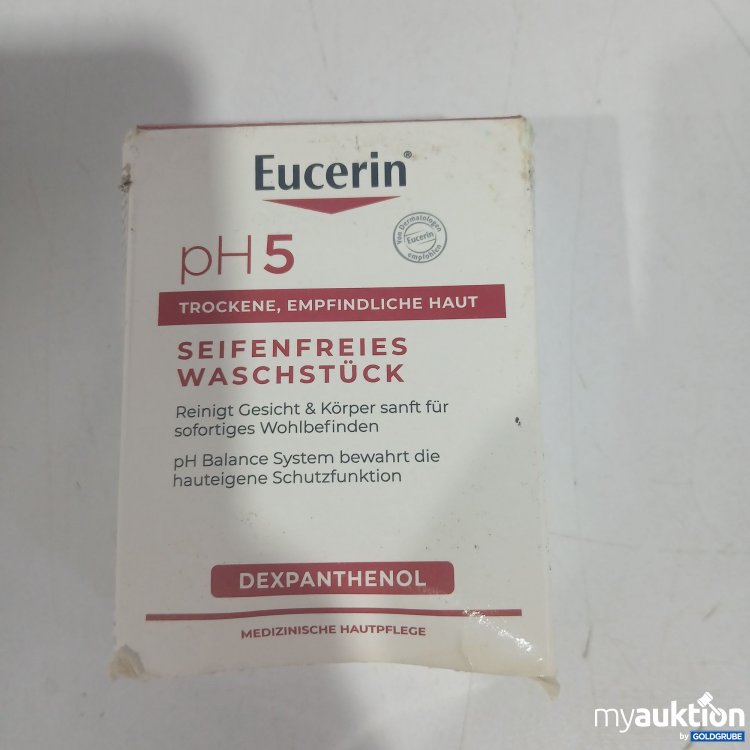 Eucerin®
pH5
Von Dermatologen
Eucerin
empfohlen
TROCKENE, EMPFINDLICHE HAUT
SEIFENFREIES
WASCHSTÜCK
Reinigt Gesicht & Körper sanft für
sofortiges Wohlbefinden
pH Balance System bewahrt die
hauteigene Schutzfunktion
DEXPANTHENOL
MEDIZINISCHE HAUTPFLEGE
myauktion
by GOLDGRUBE